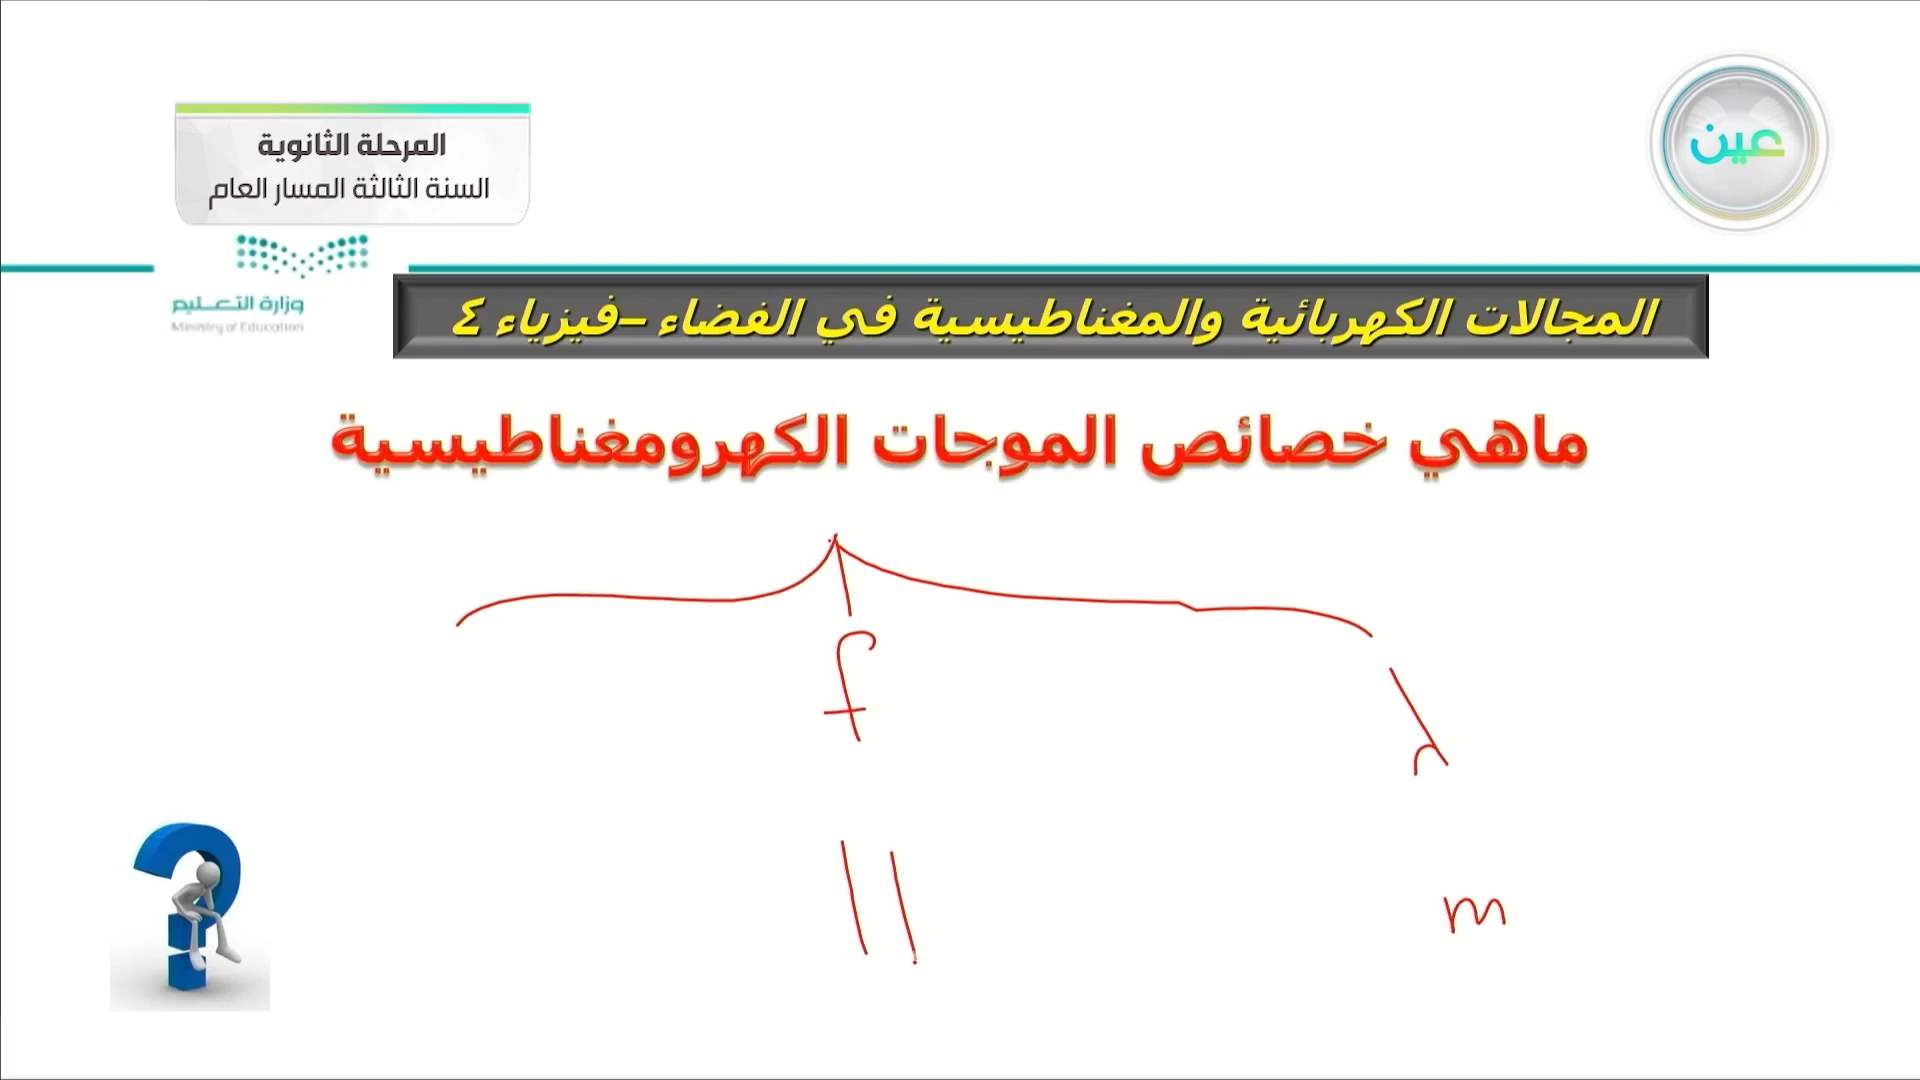 عين
المرحلة الثانوية
السنة الثالثة المسار العام
وزارة التعليم
Ministry of Education
المجالات الكهربائية والمغناطيسية في الفضاء –فيزياء ٤
ماهي خصائص الموجات الكهرومغناطيسية
f
λ
m